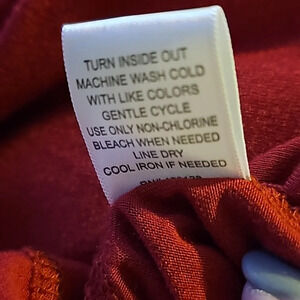 TURN INSIDE OUT
MACHINE WASH COLD
WITH LIKE COLORS
GENTLE CYCLE
USE ONLY NON-CHLORINE
BLEACH WHEN NEEDED
LINE DRY
COOL IRON IF NEEDED